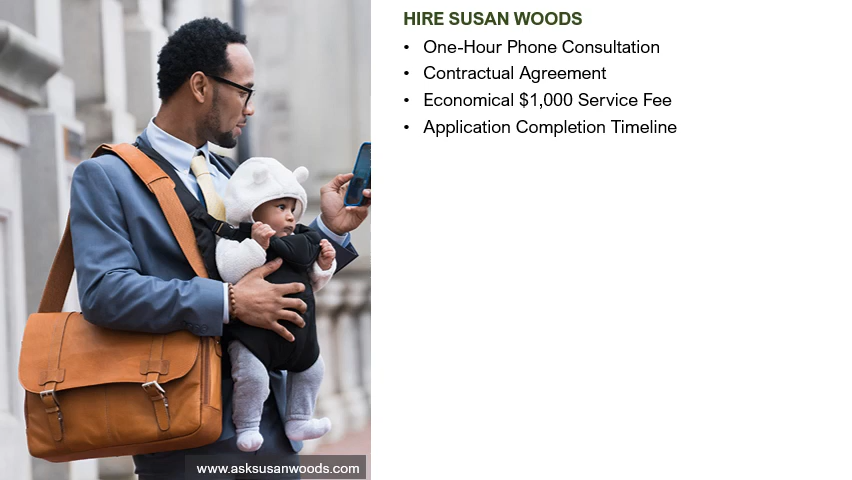 HIRE SUSAN WOODS
• One-Hour Phone Consultation
• Contractual Agreement
• Economical $1,000 Service Fee
• Application Completion Timeline
www.asksusanwoods.com